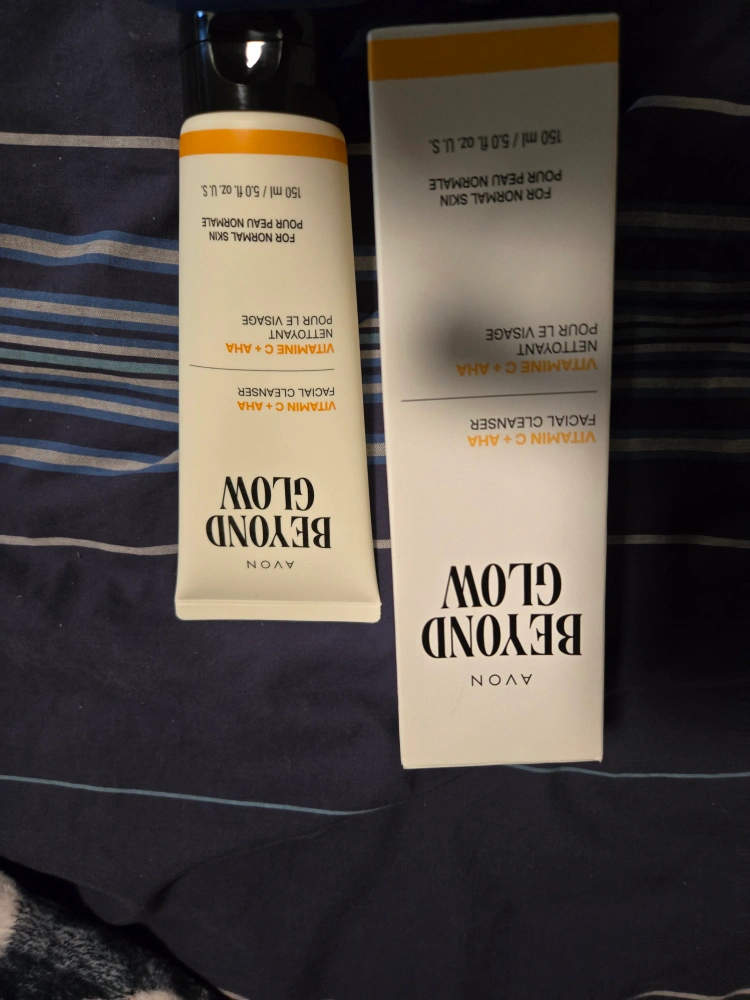 AVON
BEYOND
GLOW
VITAMIN C + AHA
FACIAL CLEANSER
VITAMINE C + AHA
NETTOYANT
POUR LE VISAGE
FOR NORMAL SKIN
POUR PEAU NORMALE
150 ml / 5.0 fl. oz. U.S.
AVON
BEYOND
GLOW
VITAMIN C + AHA
FACIAL CLEANSER
VITAMINE C + AHA
NETTOYANT
POUR LE VISAGE
FOR NORMAL SKIN
POUR PEAU NORMALE
150 ml / 5.0 fl. oz. U.S.